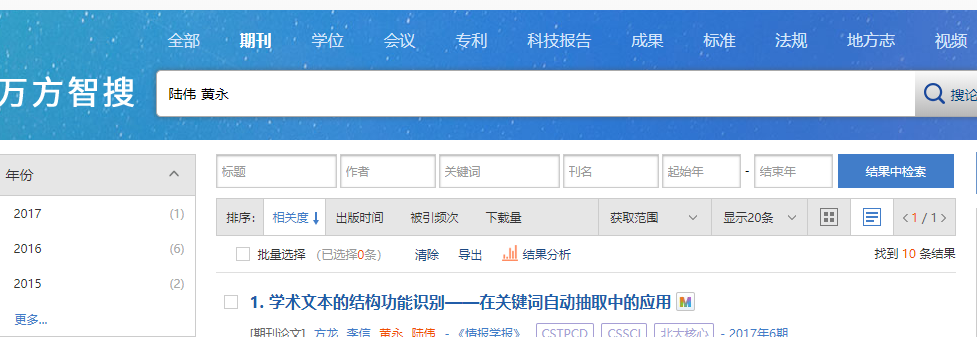 全部 期刊 学位 会议 专利 科技报告 成果 标准 法规 地方志 视频
万方智搜
陆伟 黄永
搜论
年份
2017 (1)
2016 (6)
2015 (2)
更多...
标题 作者 关键词 刊名 起始年 - 结束年 结果中检索
排序： 相关度 出版时间 被引频次 下载量 获取范围 显示20条 < 1 / 1 >
批量选择 (已选择0条) 清除 导出 结果分析 找到 10 条结果
1. 学术文本的结构功能识别——在关键词自动抽取中的应用 M
[期刊论文] 方龙 李信 黄永 陆伟 - 《情报学报》 CSTPCD CSSCI 北大核心 - 2017年6期